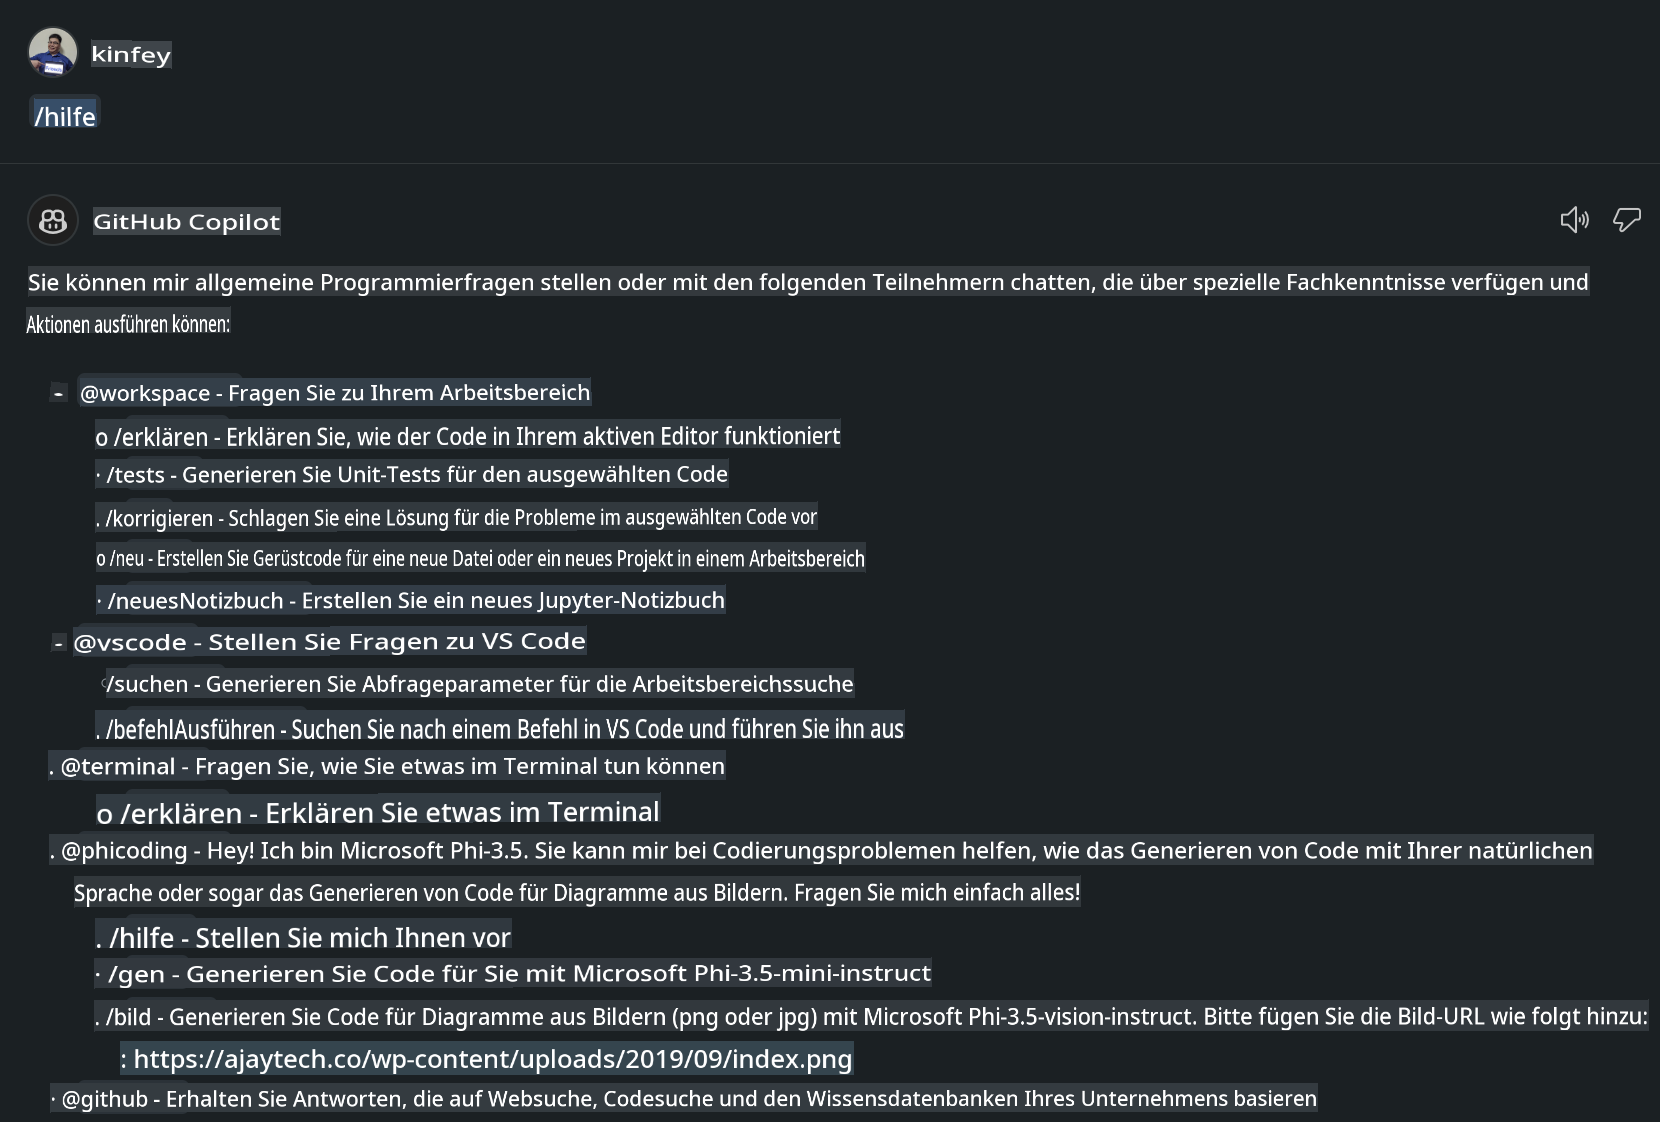 kinfey
/hilfe
GitHub Copilot
Sie können mir allgemeine Programmierfragen stellen oder mit den folgenden Teilnehmern chatten, die über spezielle Fachkenntnisse verfügen und
Aktionen ausführen können:
- @workspace - Fragen Sie zu Ihrem Arbeitsbereich
o /erklären - Erklären Sie, wie der Code in Ihrem aktiven Editor funktioniert
· /tests - Generieren Sie Unit-Tests für den ausgewählten Code
. /korrigieren - Schlagen Sie eine Lösung für die Probleme im ausgewählten Code vor
o /neu - Erstellen Sie Gerüstcode für eine neue Datei oder ein neues Projekt in einem Arbeitsbereich
· /neuesNotizbuch - Erstellen Sie ein neues Jupyter-Notizbuch
- @vscode - Stellen Sie Fragen zu VS Code
/suchen - Generieren Sie Abfrageparameter für die Arbeitsbereichssuche
. /befehlAusführen - Suchen Sie nach einem Befehl in VS Code und führen Sie ihn aus
. @terminal - Fragen Sie, wie Sie etwas im Terminal tun können
o /erklären - Erklären Sie etwas im Terminal
. @phicoding - Hey! Ich bin Microsoft Phi-3.5. Sie kann mir bei Codierungsproblemen helfen, wie das Generieren von Code mit Ihrer natürlichen
Sprache oder sogar das Generieren von Code für Diagramme aus Bildern. Fragen Sie mich einfach alles!
. /hilfe - Stellen Sie mich Ihnen vor
· /gen - Generieren Sie Code für Sie mit Microsoft Phi-3.5-mini-instruct
. /bild - Generieren Sie Code für Diagramme aus Bildern (png oder jpg) mit Microsoft Phi-3.5-vision-instruct. Bitte fügen Sie die Bild-URL wie folgt hinzu:
: https://ajaytech.co/wp-content/uploads/2019/09/index.png
· @github - Erhalten Sie Antworten, die auf Websuche, Codesuche und den Wissensdatenbanken Ihres Unternehmens basieren